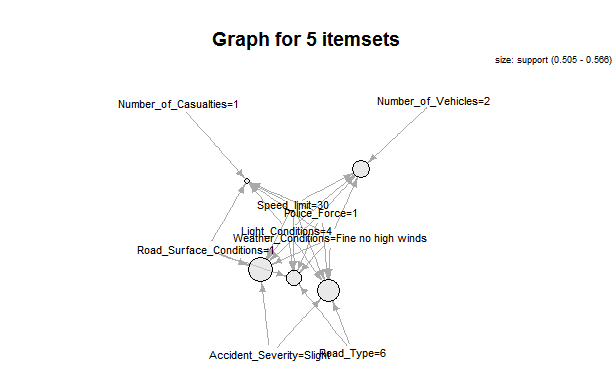 Graph for 5 itemsets
size: support (0.505 - 0.566)
Number_of_Casualties=1
Number_of_Vehicles=2
Speed_limit=30
Police_Force=1
Light_Conditions=4
Weather_Conditions=Fine no high winds
Road_Surface_Conditions=1
Accident_Severity=Slight
Road_Type=6